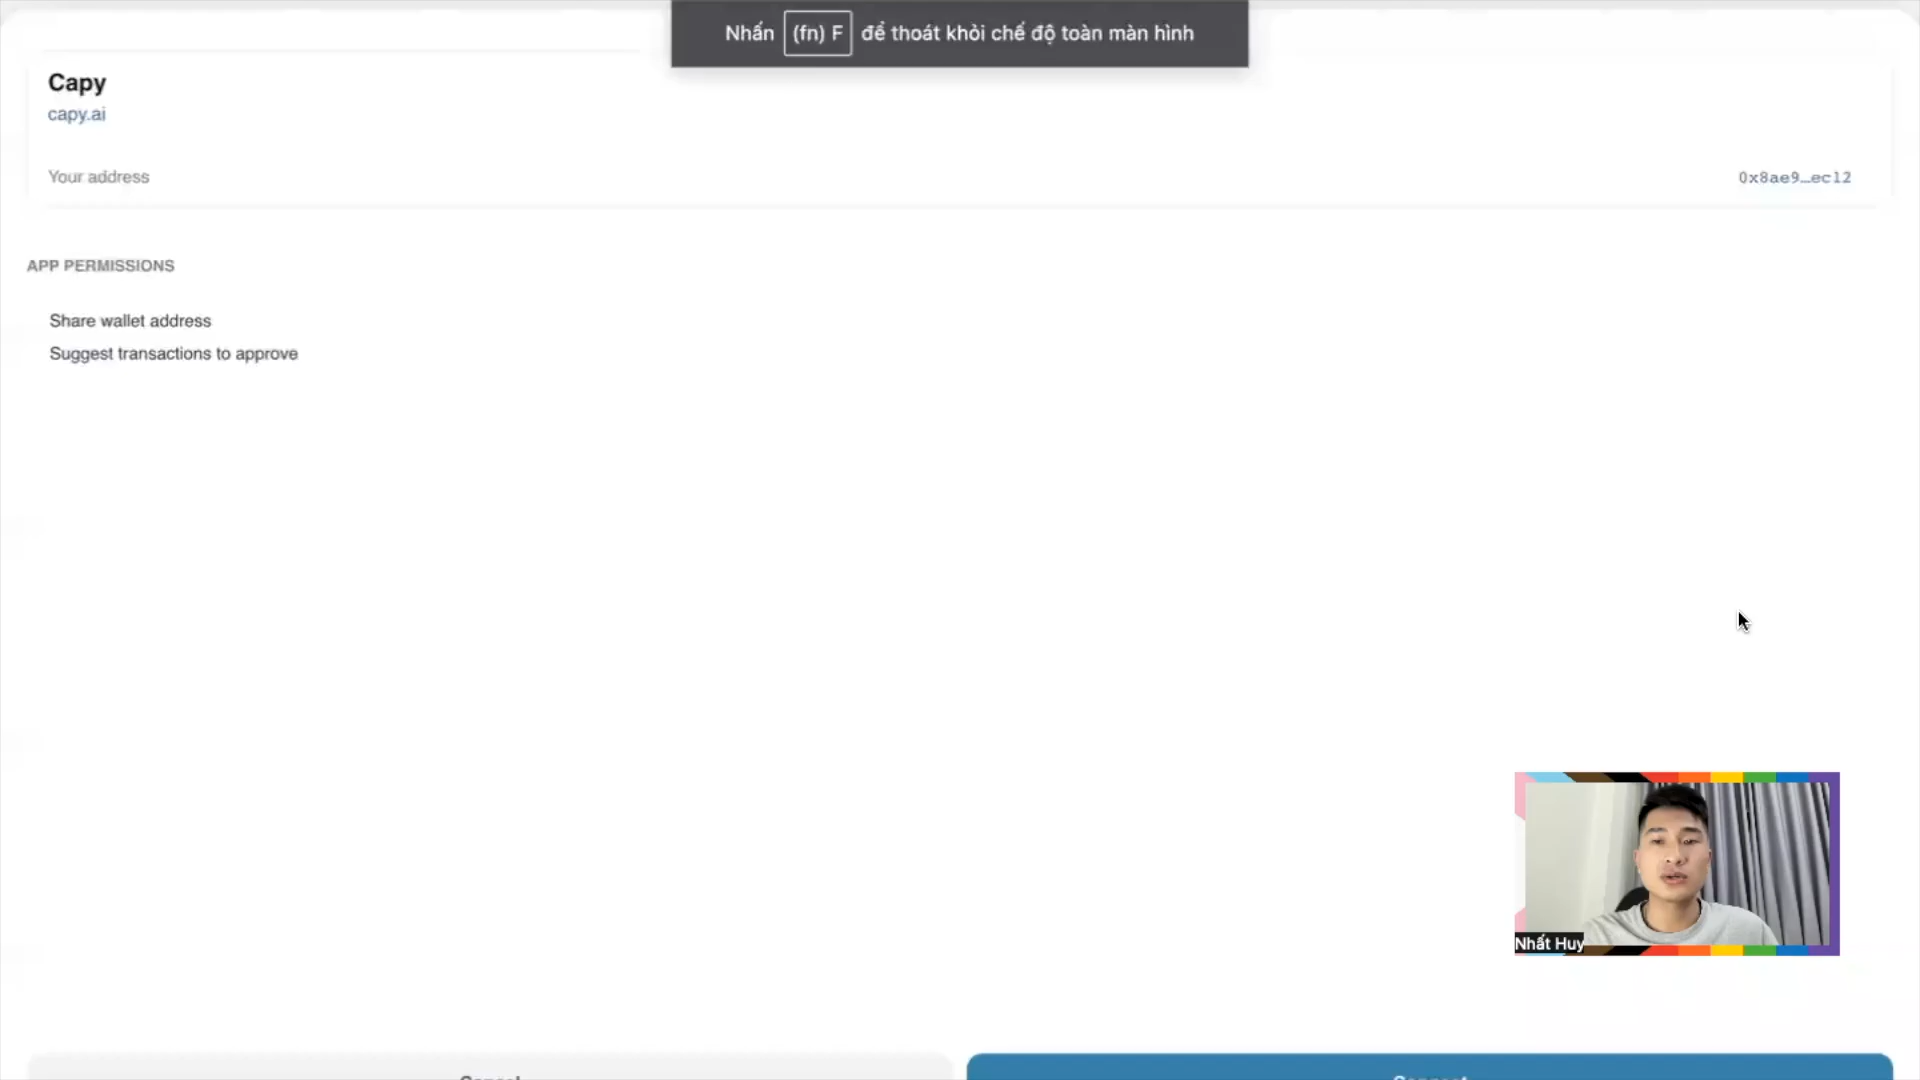 Nhấn (fn) F để thoát khỏi chế độ toàn màn hình
Capy
capy.ai
Your address 0x8ae9…ec12
APP PERMISSIONS
Share wallet address
Suggest transactions to approve
Nhất Huy